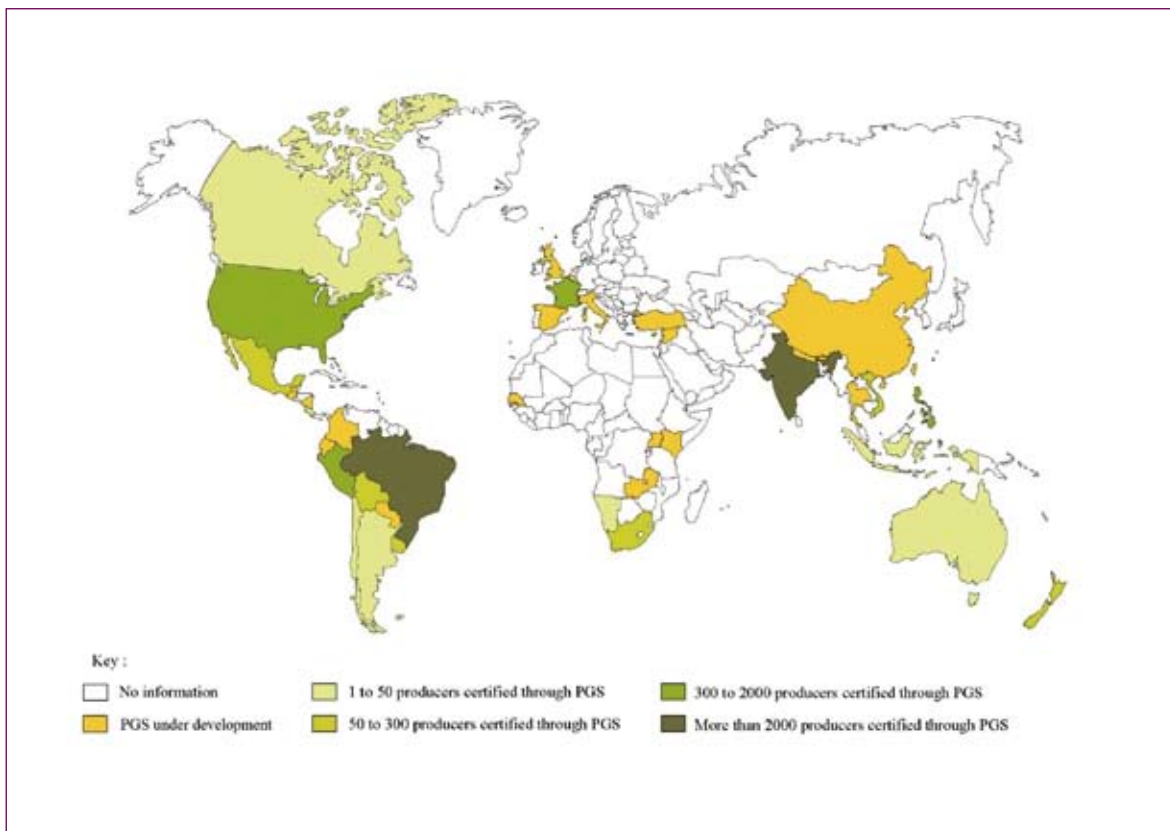 Key :
No information
1 to 50 producers certified through PGS
300 to 2000 producers certified through PGS
PGS under development
50 to 300 producers certified through PGS
More than 2000 producers certified through PGS